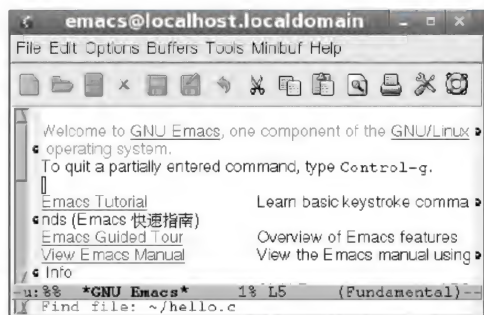 emacs@localhost.localdomain
File Edit Options Buffers Tools Minibuf Help
Welcome to GNU Emacs, one component of the GNU/Linux
operating system.
To quit a partially entered command, type Control-g.
Emacs Tutorial Learn basic keystroke comma
nds (Emacs 快速指南)
Emacs Guided Tour Overview of Emacs features
View Emacs Manual View the Emacs manual using
Info
-u:%% *GNU Emacs* 1% L5 (Fundamental)--
Find file: ~/hello.c